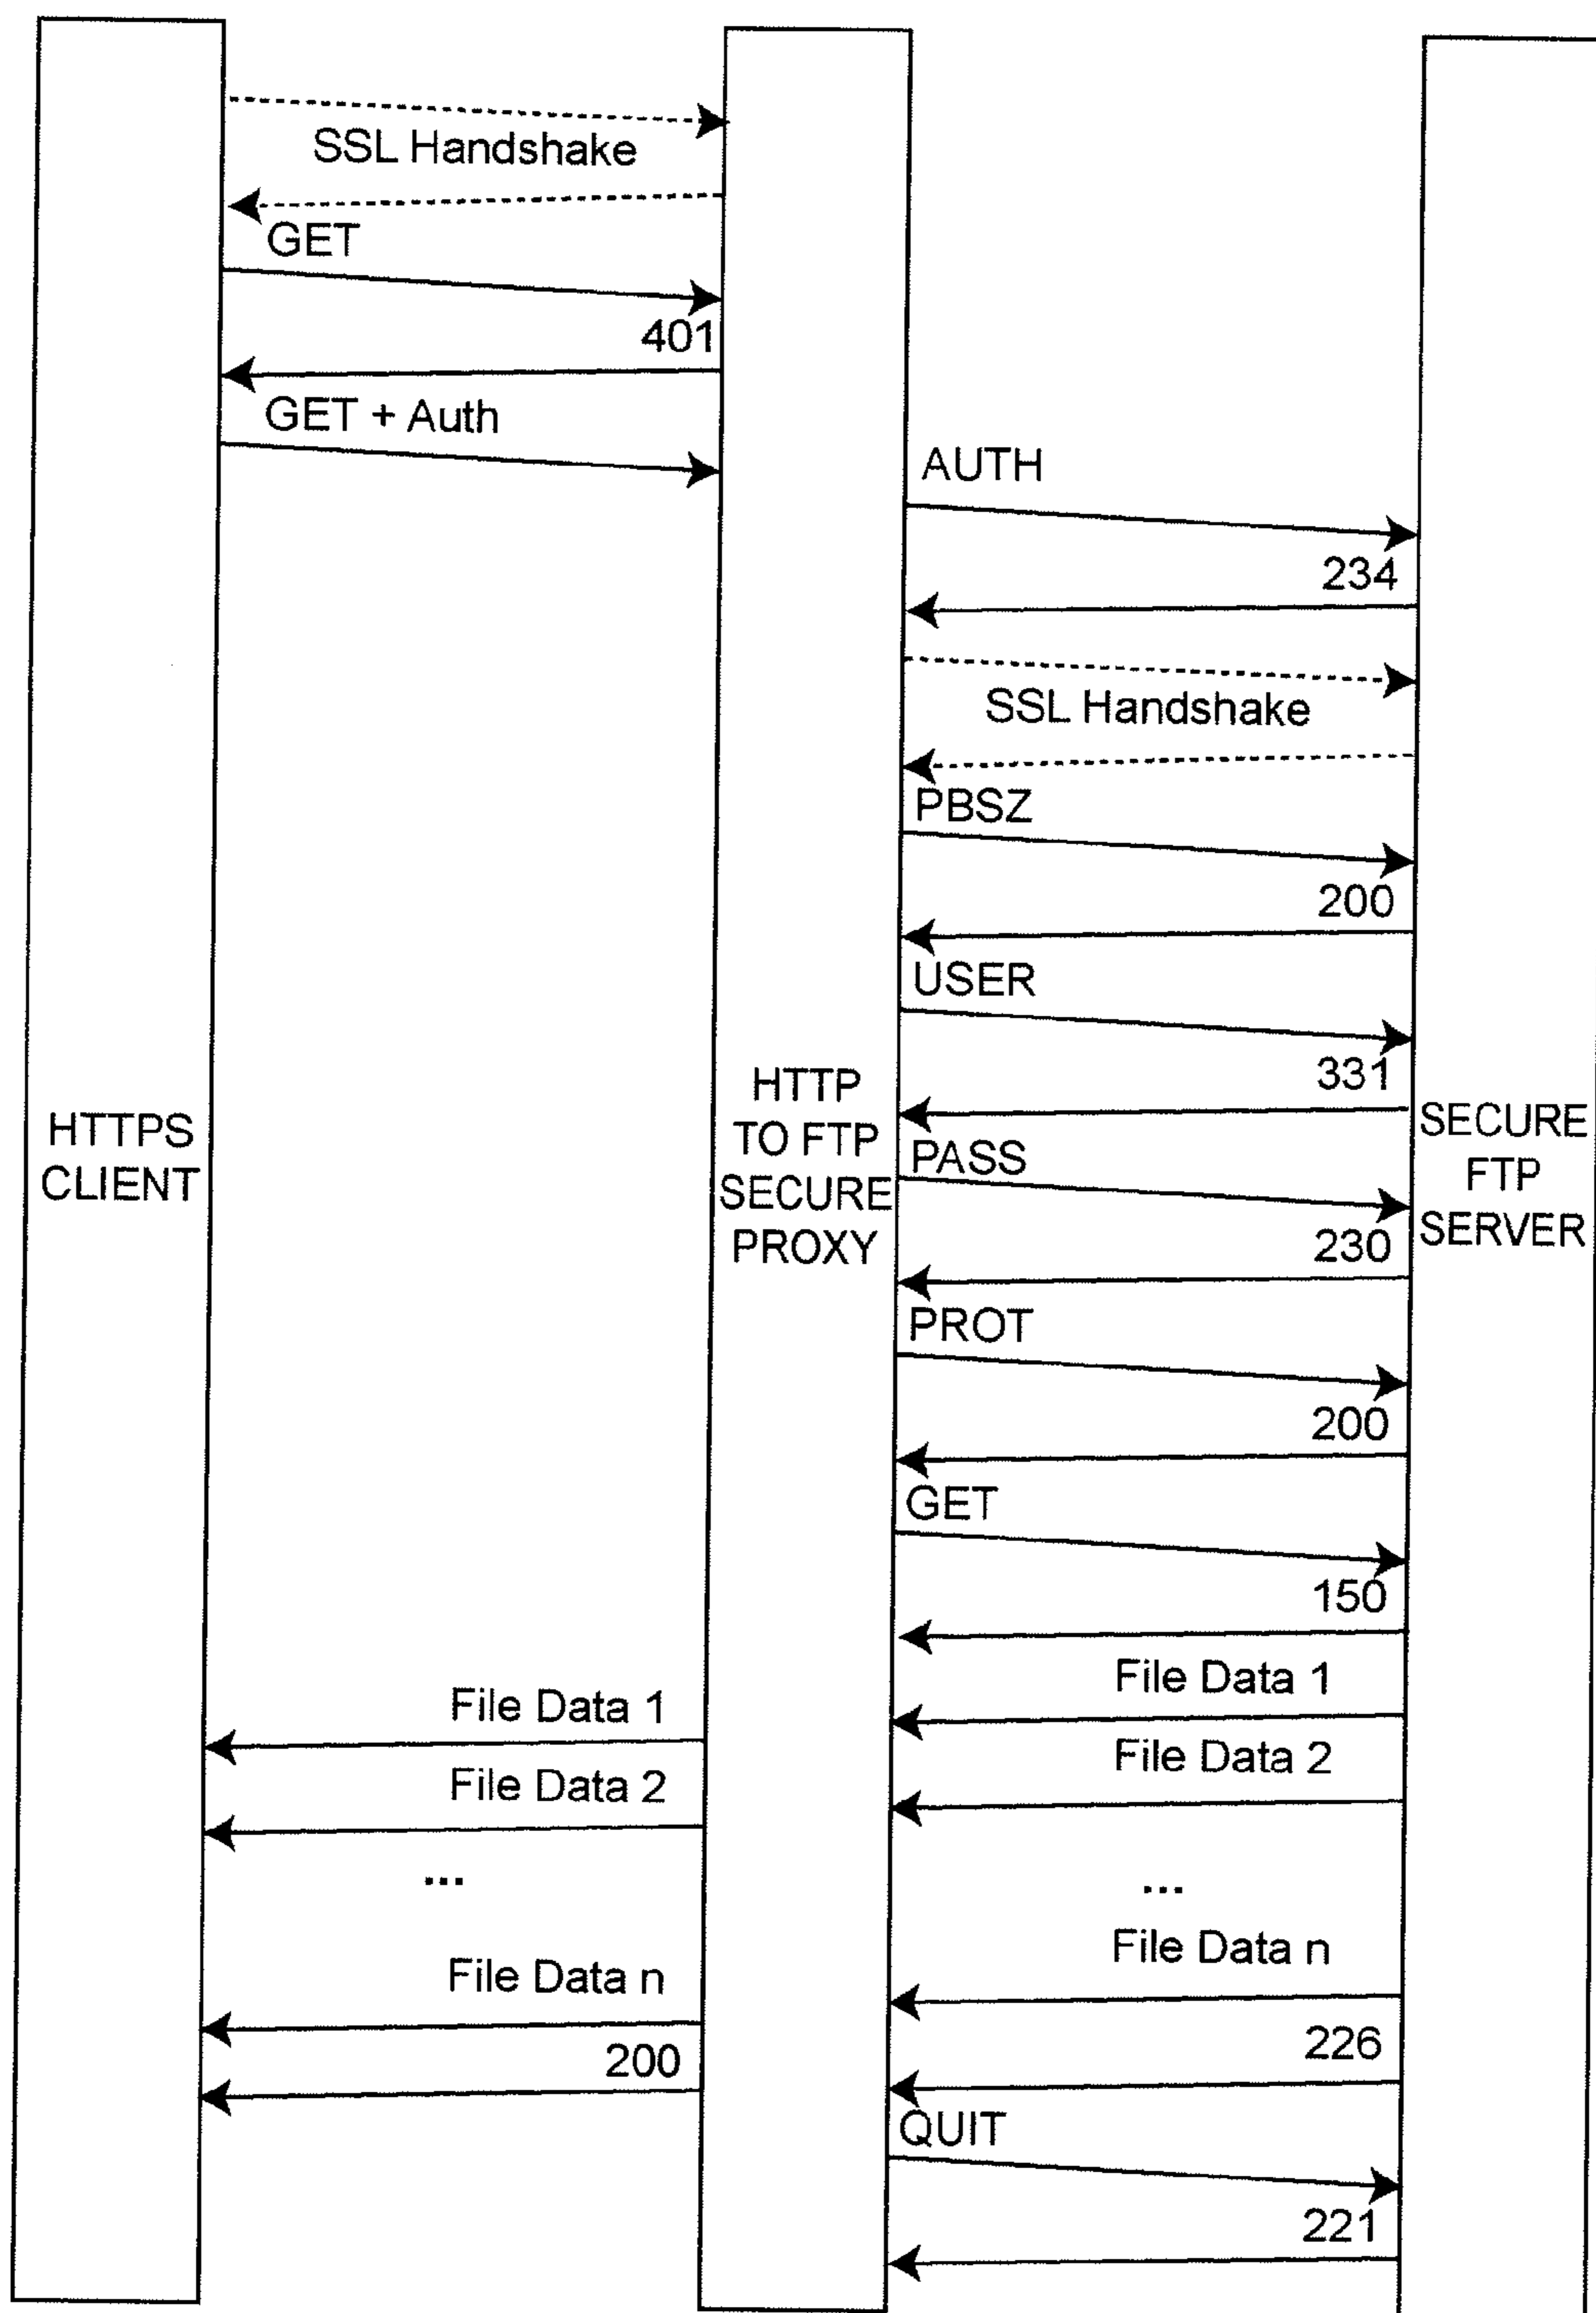 SSL Handshake
GET
401
GET + Auth
AUTH
234
SSL Handshake
PBSZ
200
USER
331
HTTPS
CLIENT
HTTP
TO FTP
SECURE
PROXY
SECURE
FTP
SERVER
PASS
230
PROT
200
GET
150
File Data 1
File Data 1
File Data 2
File Data 2
...
...
File Data n
File Data n
200
226
QUIT
221